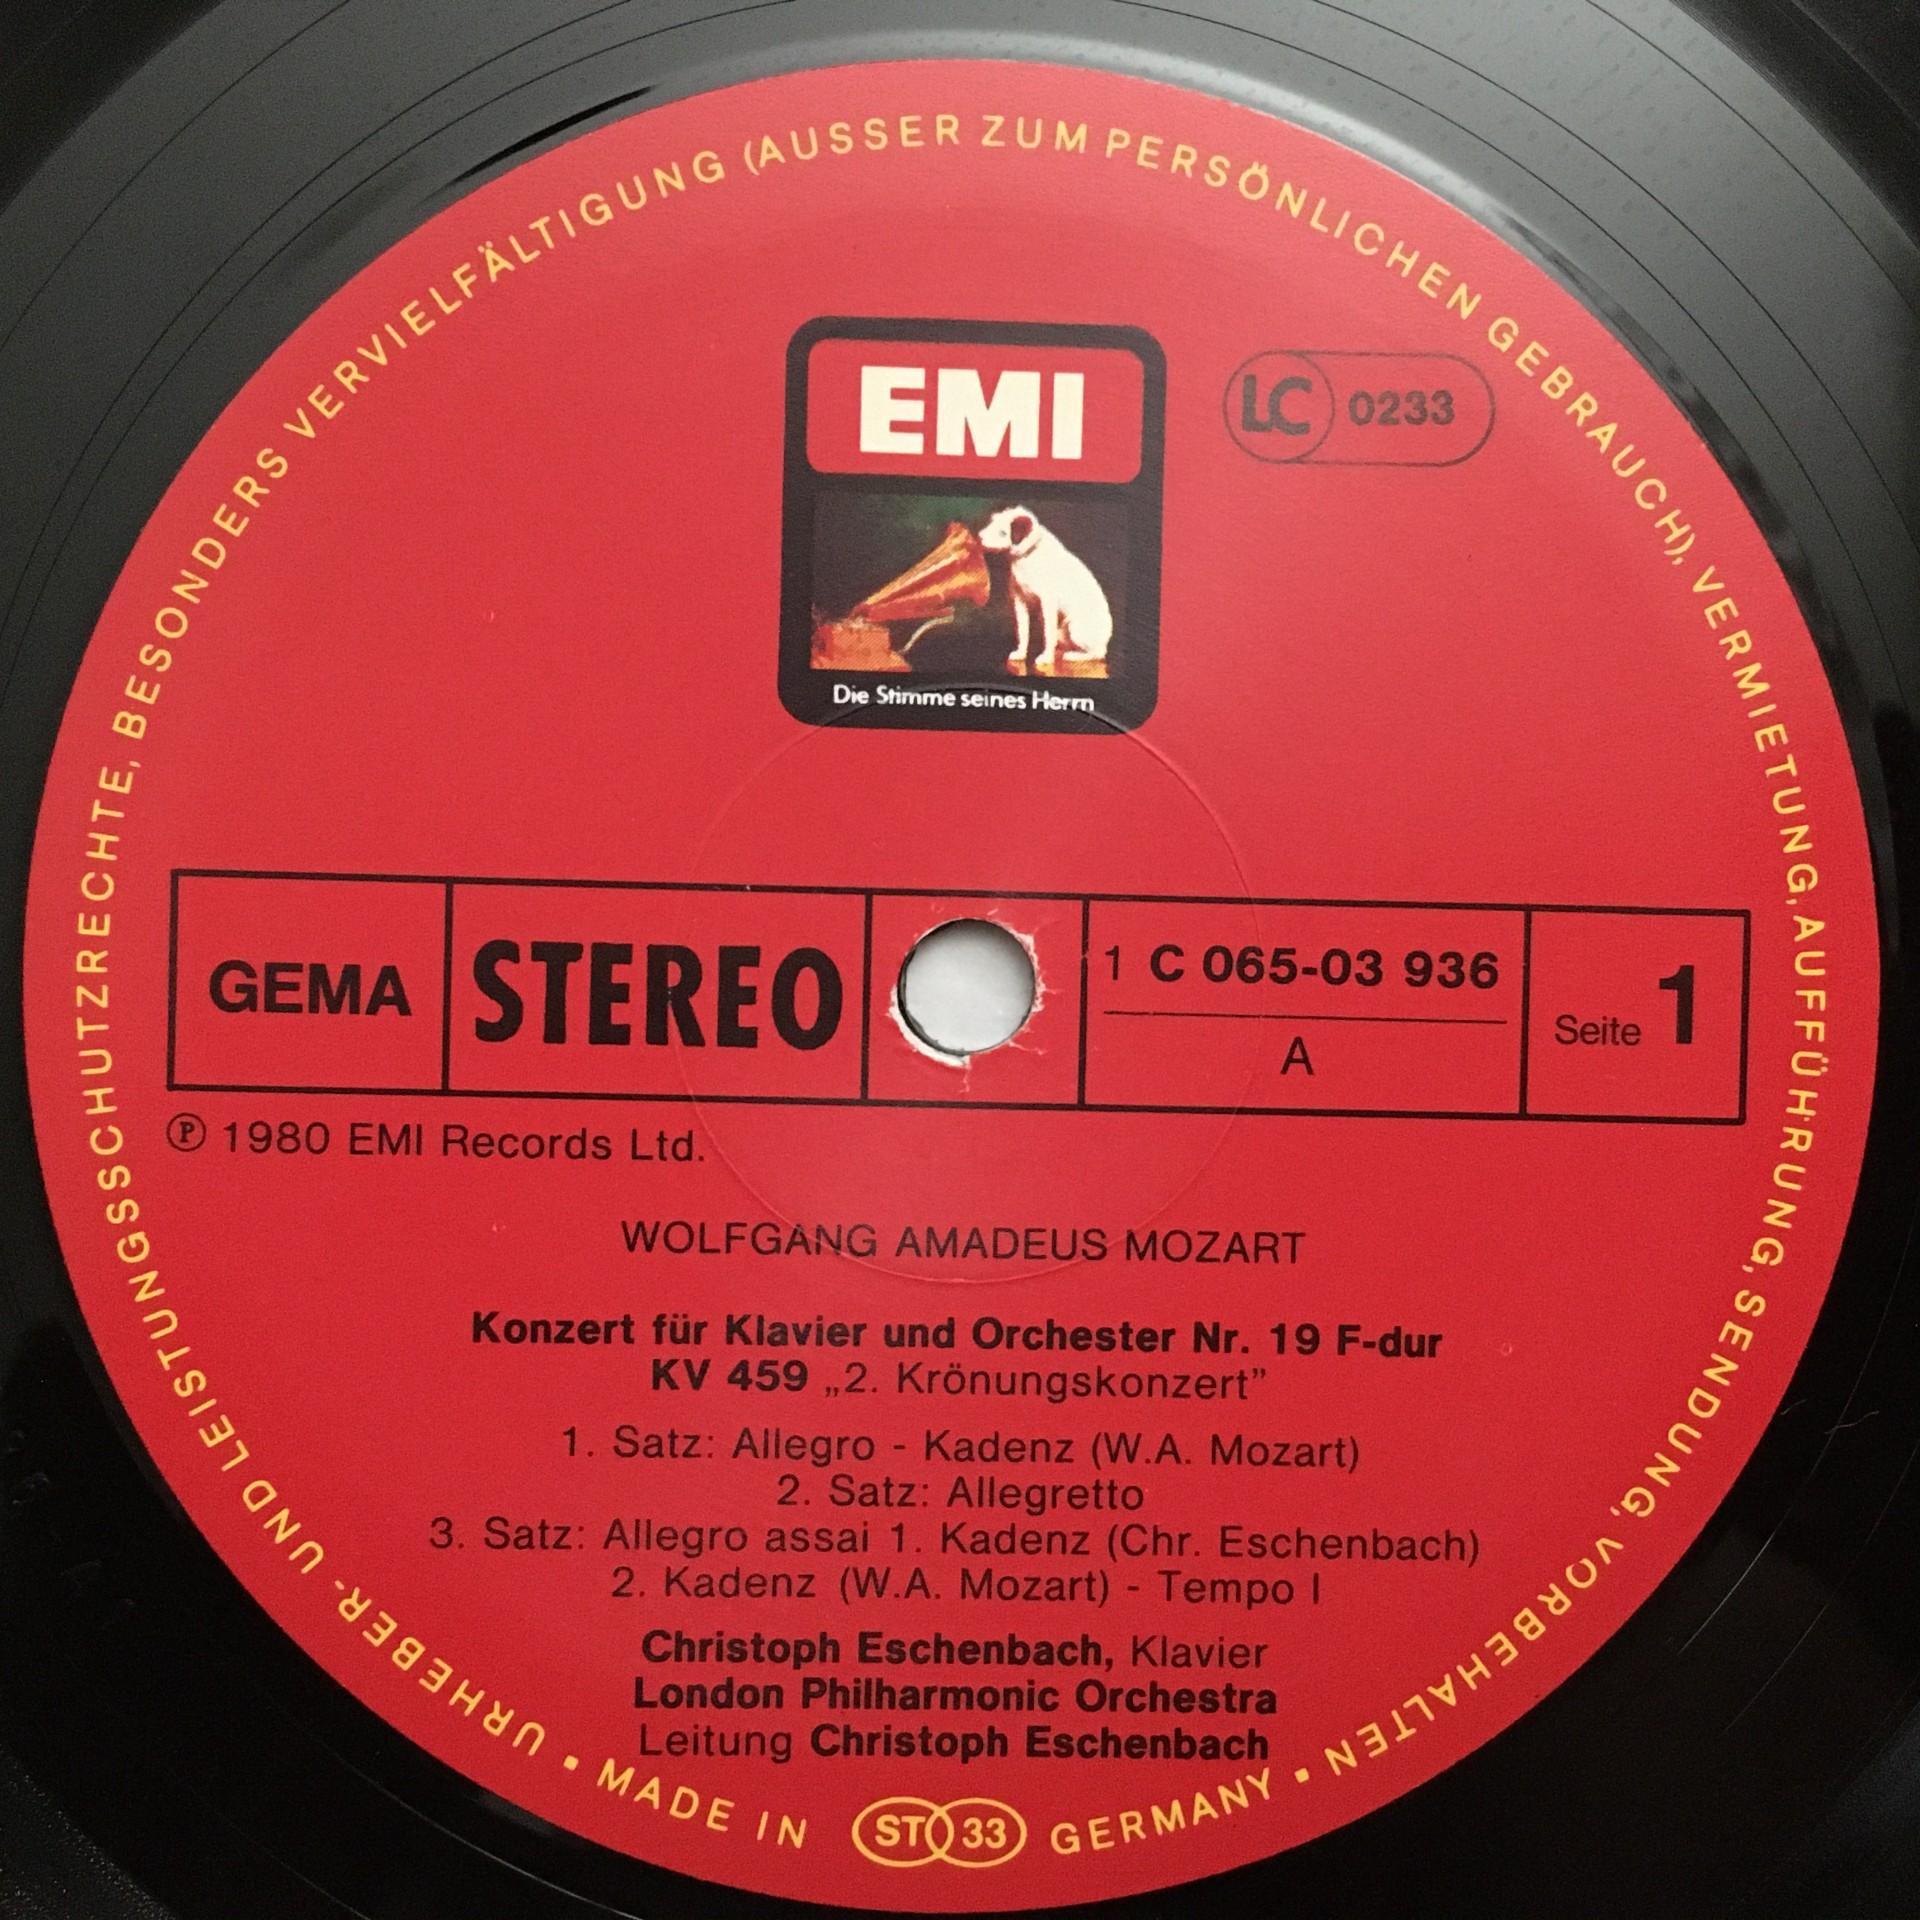 EMI
Die Stimme seines Herrn
LC 0233
GEMA
STEREO
1 C 065-03 936
A
Seite 1
Ⓟ 1980 EMI Records Ltd.
WOLFGANG AMADEUS MOZART
Konzert für Klavier und Orchester Nr. 19 F-dur
KV 459 „2. Krönungskonzert”
1. Satz: Allegro - Kadenz (W.A. Mozart)
2. Satz: Allegretto
3. Satz: Allegro assai 1. Kadenz (Chr. Eschenbach)
2. Kadenz (W.A. Mozart) - Tempo I
Christoph Eschenbach, Klavier
London Philharmonic Orchestra
Leitung Christoph Eschenbach
URHEBER- UND LEISTUNGSSCHUTZRECHTE, BESONDERS VERVIELFÄLTIGUNG (AUSSER ZUM PERSÖNLICHEN GEBRAUCH), VERMIETUNG, AUFFÜHRUNG, SENDUNG, VORBEHALTEN •
MADE IN ST 33 GERMANY •